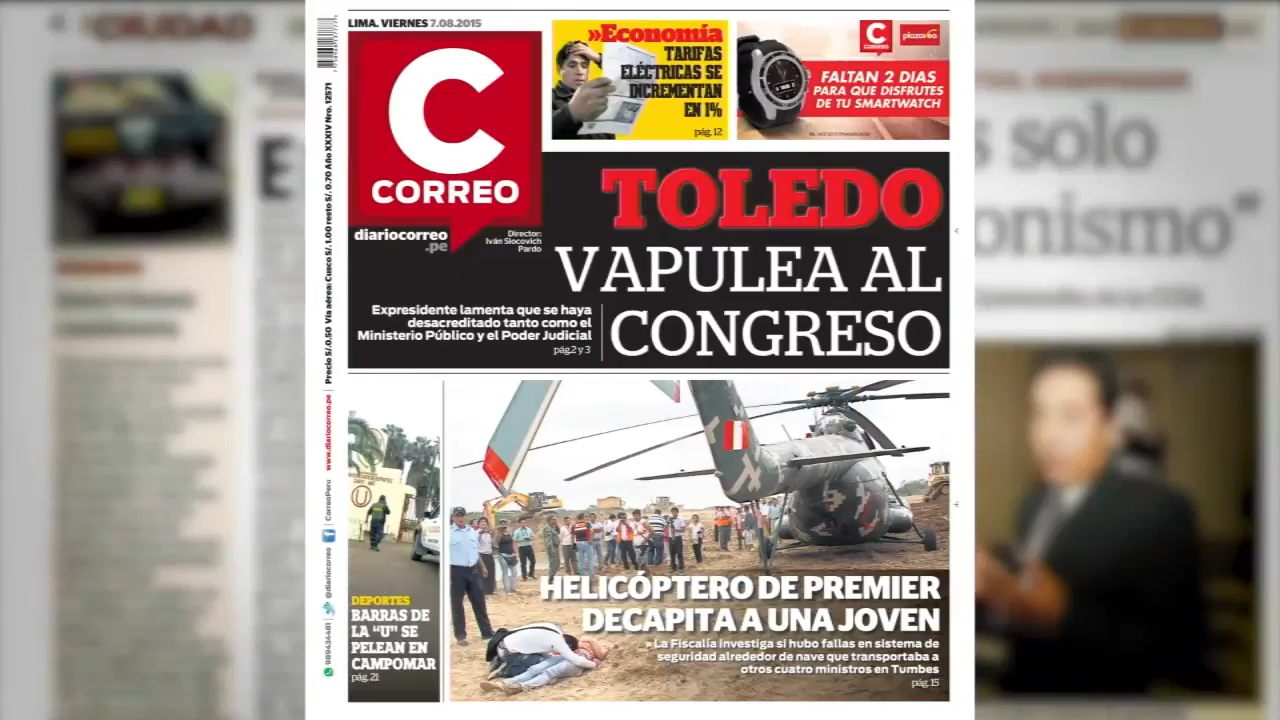 LIMA. VIERNES 7.08.2015
C
CORREO
diariocorreo
.pe
Director:
Iván Slocovich
Pardo
»Economía
TARIFAS
ELÉCTRICAS SE
INCREMENTAN
EN 1%
pág. 12
C
CORREO
plazavea
FALTAN 2 DIAS
PARA QUE DISFRUTES
DE TU SMARTWATCH
TOLEDO
VAPULEA AL
CONGRESO
Expresidente lamenta que se haya
desacreditado tanto como el
Ministerio Público y el Poder Judicial
pág.2 y 3
Precio S/.0.50 Vía aérea: Cusco S/. 1.00 resto S/. 0.70 Año XXXIV Nro. 12571
www.diariocorreo.pe
CorreoPeru
@diariocorreo
989434481
U
DEPORTES
BARRAS DE
LA “U” SE
PELEAN EN
CAMPOMAR
pág. 21
HELICÓPTERO DE PREMIER
DECAPITA A UNA JOVEN
» La Fiscalía investiga si hubo fallas en sistema de
seguridad alrededor de nave que transportaba a
otros cuatro ministros en Tumbes
pág. 15
CIUDAD
s solo
onismo"